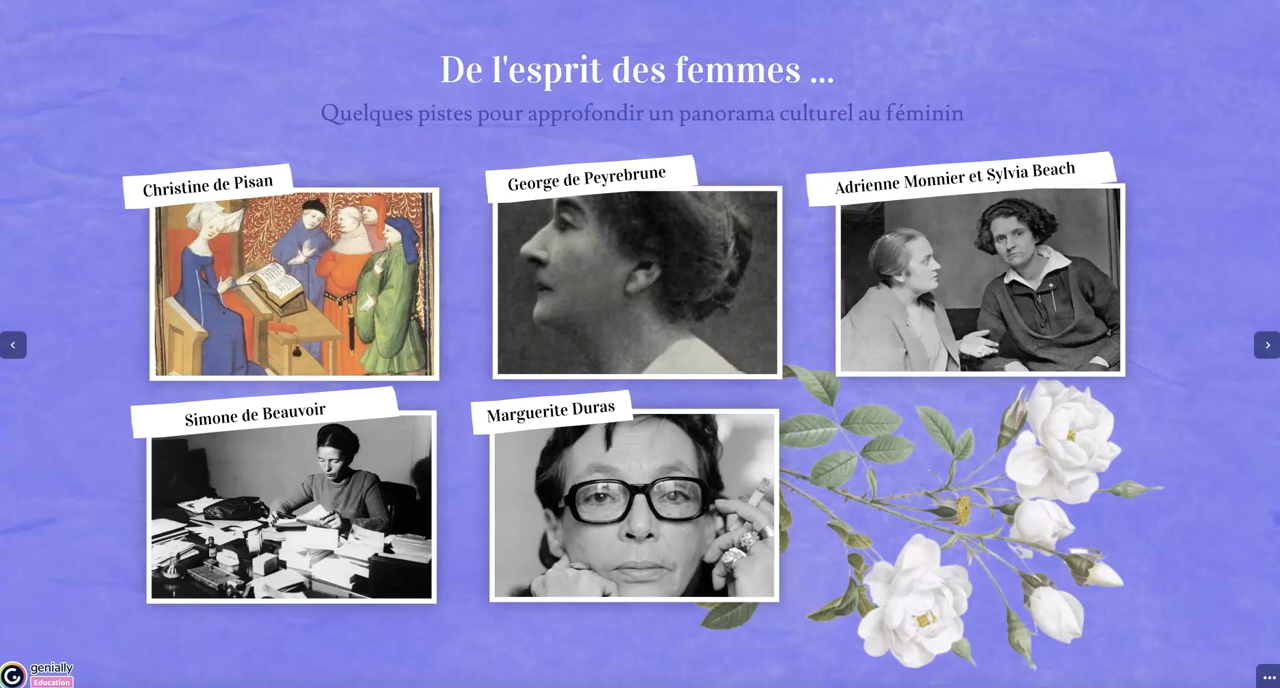 De l'esprit des femmes ...
Quelques pistes pour approfondir un panorama culturel au féminin
Christine de Pisan
George de Peyrebrune
Adrienne Monnier et Sylvia Beach
Simone de Beauvoir
Marguerite Duras
genially
Education